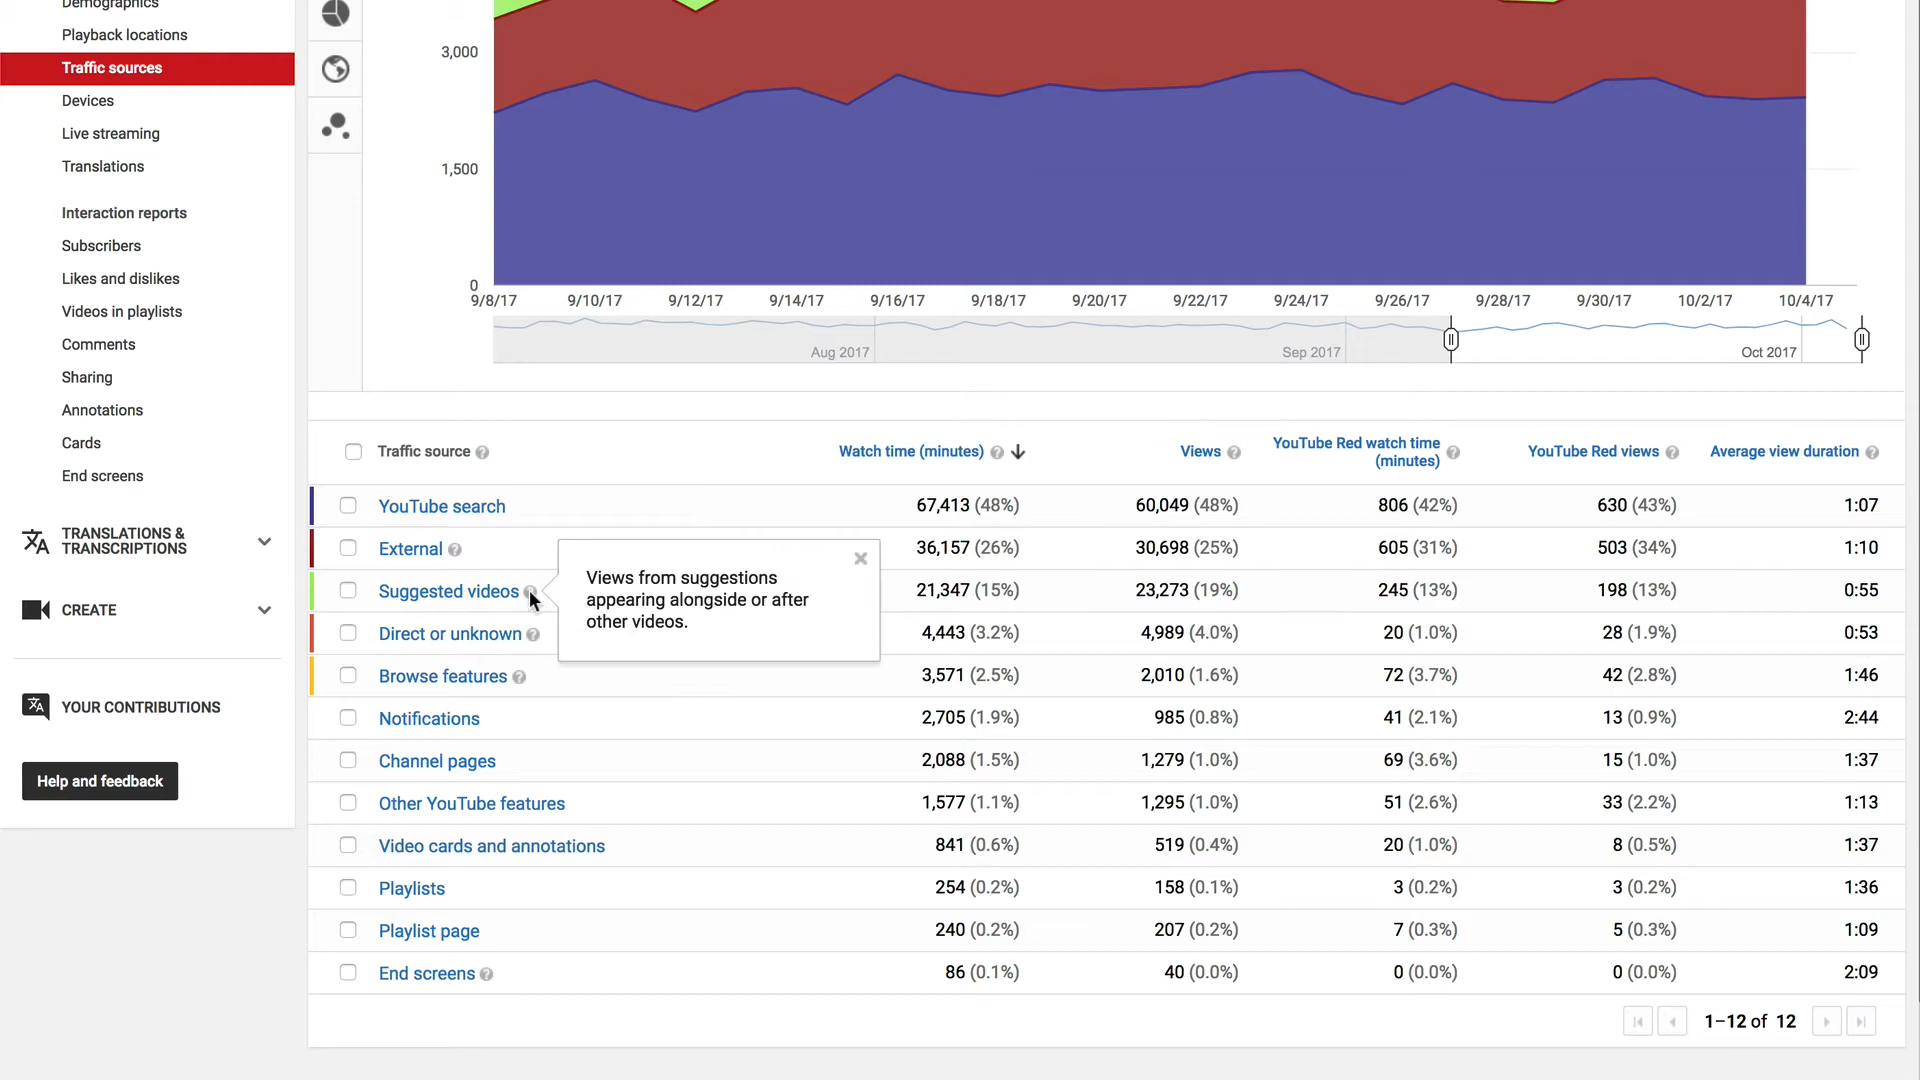 Demographics
Playback locations
Traffic sources
Devices
Live streaming
Translations
Interaction reports
Subscribers
Likes and dislikes
Videos in playlists
Comments
Sharing
Annotations
Cards
End screens
TRANSLATIONS &
TRANSCRIPTIONS
CREATE
YOUR CONTRIBUTIONS
Help and feedback
3,000
1,500
0
9/8/17 9/10/17 9/12/17 9/14/17 9/16/17 9/18/17 9/20/17 9/22/17 9/24/17 9/26/17 9/28/17 9/30/17 10/2/17 10/4/17
Aug 2017 Sep 2017 Oct 2017
Traffic source ? Watch time (minutes) ? Views ? YouTube Red watch time
(minutes) ? YouTube Red views ? Average view duration ?
YouTube search 67,413 (48%) 60,049 (48%) 806 (42%) 630 (43%) 1:07
External ? 36,157 (26%) 30,698 (25%) 605 (31%) 503 (34%) 1:10
Suggested videos 21,347 (15%) 23,273 (19%) 245 (13%) 198 (13%) 0:55
Views from suggestions
appearing alongside or after
other videos.
Direct or unknown ? 4,443 (3.2%) 4,989 (4.0%) 20 (1.0%) 28 (1.9%) 0:53
Browse features ? 3,571 (2.5%) 2,010 (1.6%) 72 (3.7%) 42 (2.8%) 1:46
Notifications 2,705 (1.9%) 985 (0.8%) 41 (2.1%) 13 (0.9%) 2:44
Channel pages 2,088 (1.5%) 1,279 (1.0%) 69 (3.6%) 15 (1.0%) 1:37
Other YouTube features 1,577 (1.1%) 1,295 (1.0%) 51 (2.6%) 33 (2.2%) 1:13
Video cards and annotations 841 (0.6%) 519 (0.4%) 20 (1.0%) 8 (0.5%) 1:37
Playlists 254 (0.2%) 158 (0.1%) 3 (0.2%) 3 (0.2%) 1:36
Playlist page 240 (0.2%) 207 (0.2%) 7 (0.3%) 5 (0.3%) 1:09
End screens ? 86 (0.1%) 40 (0.0%) 0 (0.0%) 0 (0.0%) 2:09
1–12 of 12